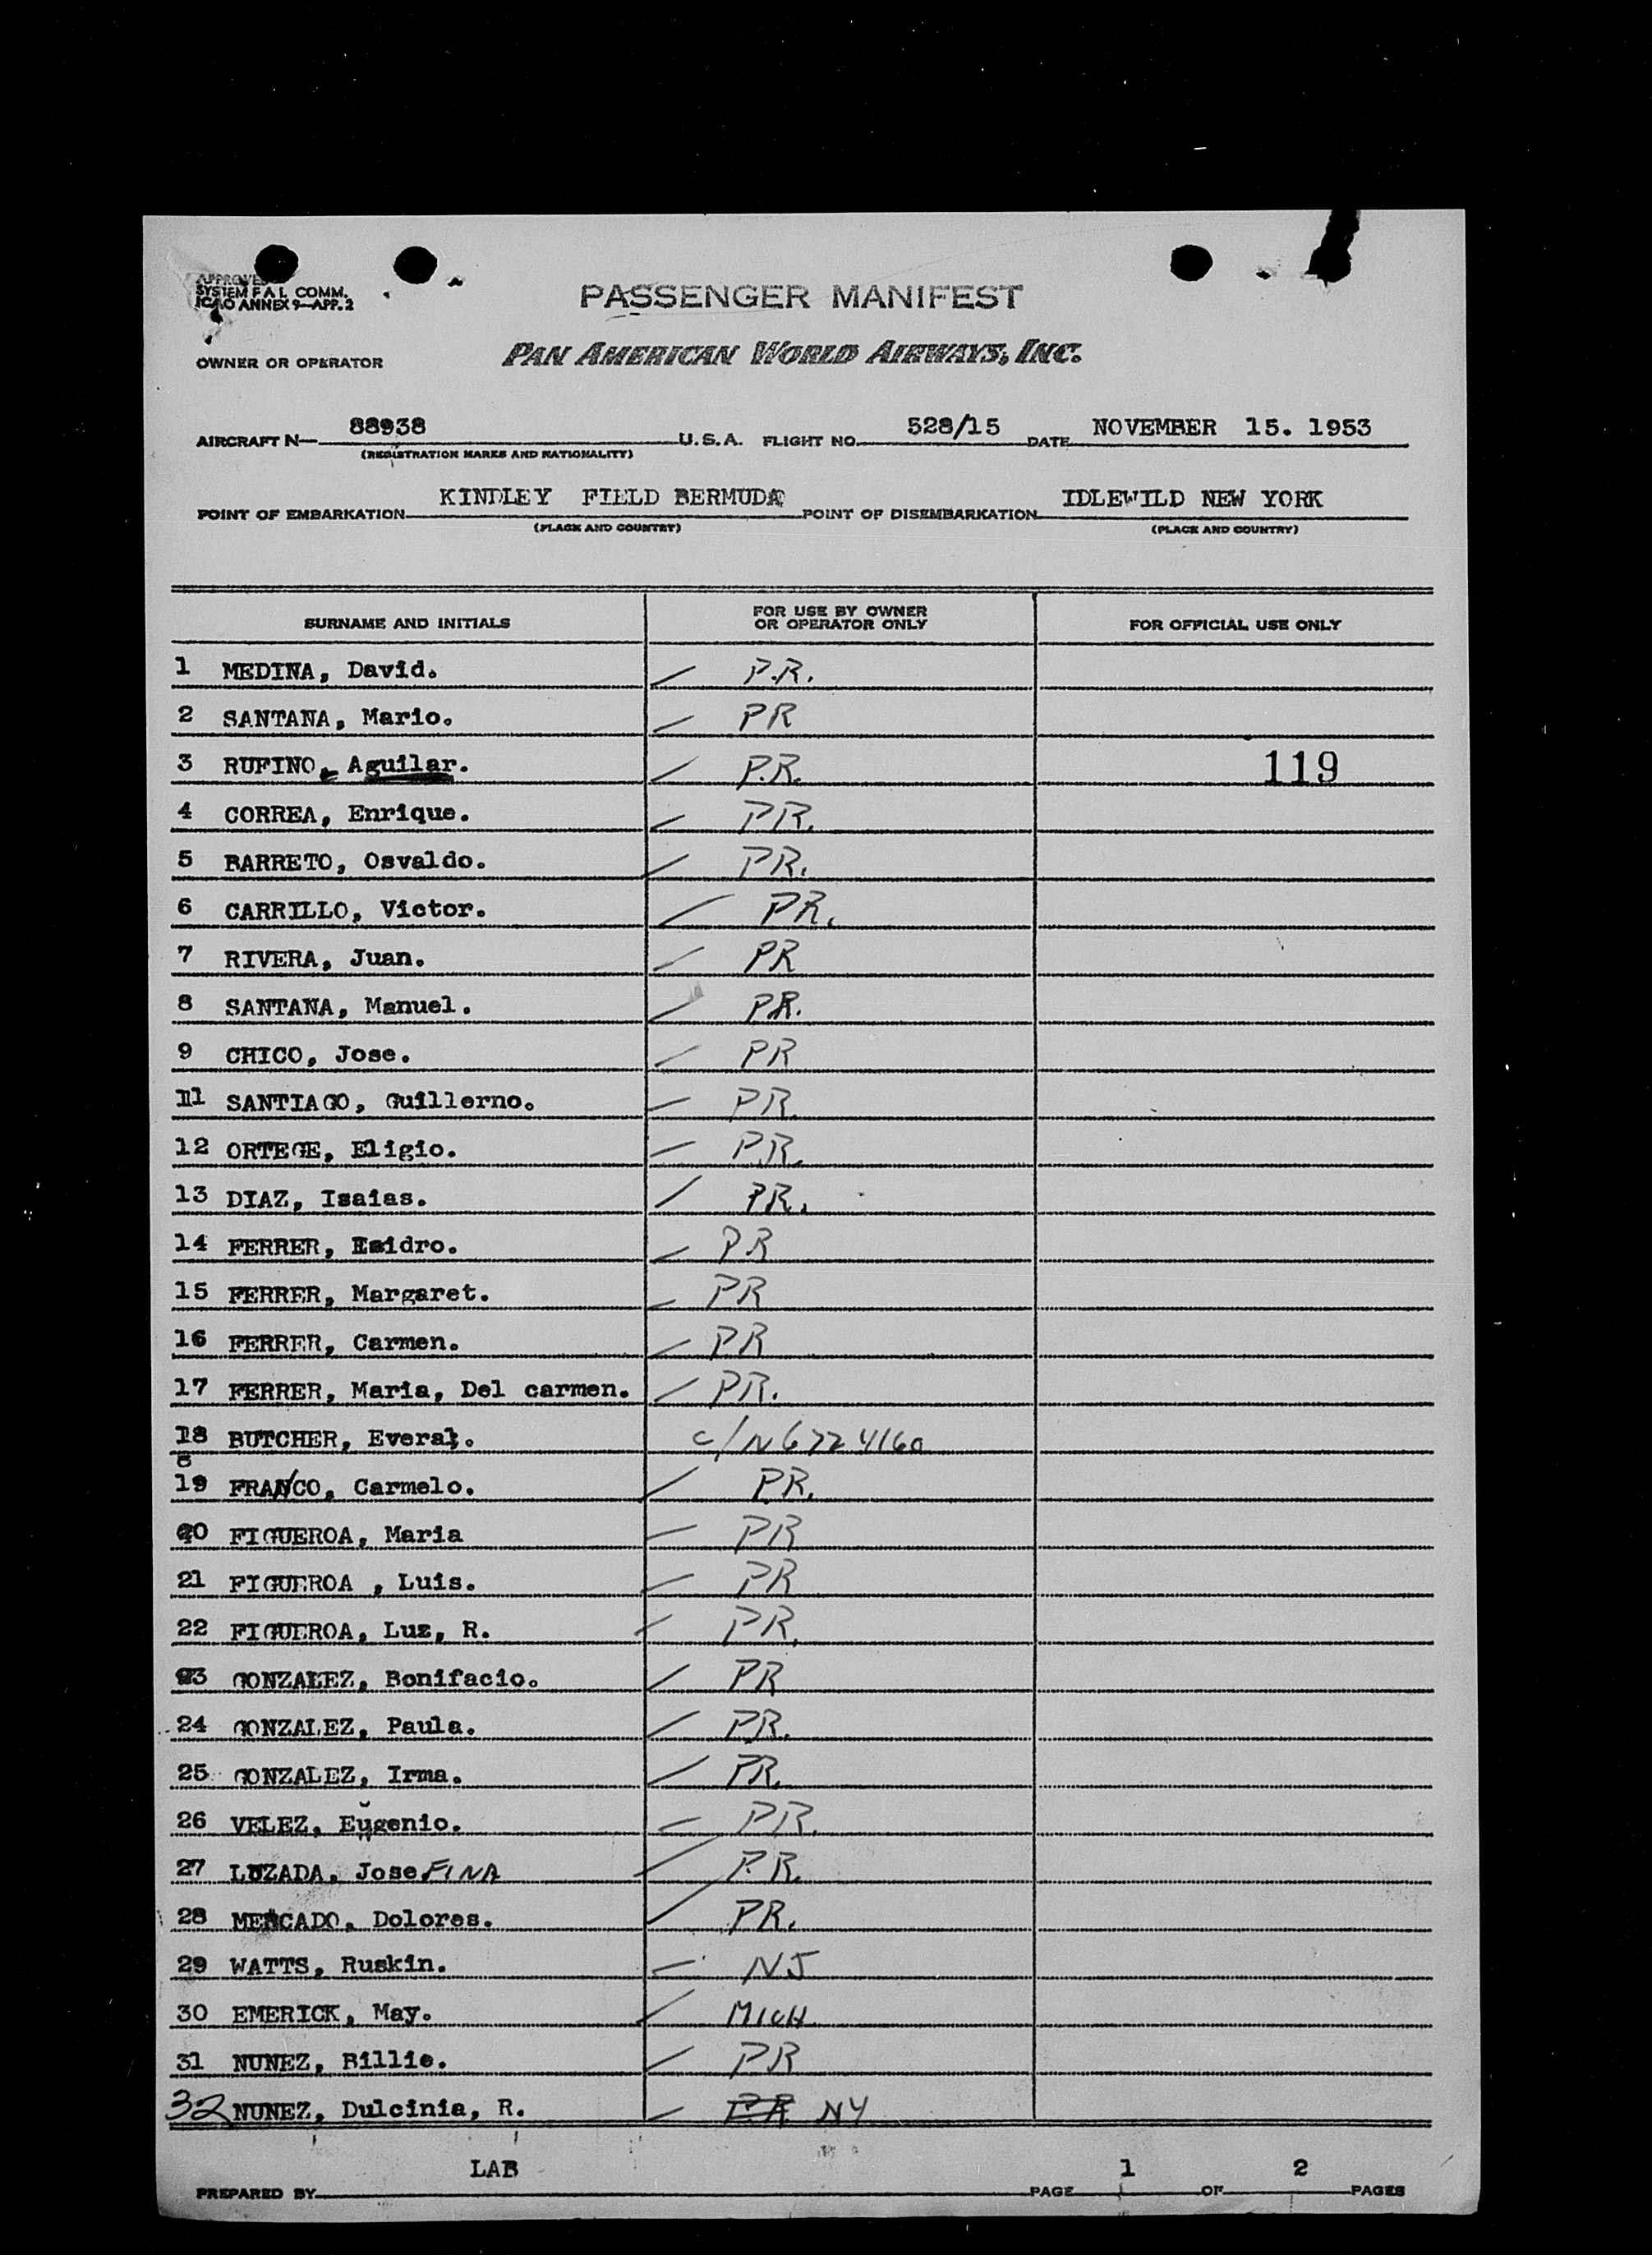 APPROVED
SYSTEM F A L COMM.
ICAO ANNEX 9—APP. 2
PASSENGER MANIFEST
OWNER OR OPERATOR PAN AMERICAN WORLD AIRWAYS, INC.
AIRCRAFT N— 88938 U.S.A. FLIGHT NO. 528/15 DATE NOVEMBER 15. 1953
(REGISTRATION MARKS AND NATIONALITY)
POINT OF EMBARKATION KINDLEY FIELD BERMUDA POINT OF DISEMBARKATION IDLEWILD NEW YORK
(PLACE AND COUNTRY) (PLACE AND COUNTRY)
SURNAME AND INITIALS FOR USE BY OWNER OR OPERATOR ONLY FOR OFFICIAL USE ONLY
1 MEDINA, David. P.R.
2 SANTANA, Mario. PR
3 RUFINO, Aguilar. P.R. 119
4 CORREA, Enrique. PR.
5 BARRETO, Osvaldo. PR.
6 CARRILLO, Victor. PR.
7 RIVERA, Juan. PR
8 SANTANA, Manuel. PR.
9 CHICO, Jose. PR
11 SANTIAGO, Guillerno. PR.
12 ORTEGE, Eligio. P.R.
13 DIAZ, Isaias. PR.
14 FERRER, Esidro. PR
15 FERRER, Margaret. PR
16 FERRER, Carmen. PR
17 FERRER, Maria, Del carmen. PR.
18 BUTCHER, Everal. C/N 6724160
19 FRANCO, Carmelo. PR.
20 FIGUEROA, Maria PR
21 FIGUEROA , Luis. PR
22 FIGUEROA, Luz, R. PR.
23 GONZALEZ, Bonifacio. PR
24 GONZALEZ, Paula. PR.
25 GONZALEZ, Irma. PR.
26 VELEZ, Eugenio. PR.
27 LOZADA, JoseFINA P.R.
28 MERCADO, Dolores. PR.
29 WATTS, Ruskin. NJ
30 EMERICK, May. MICH
31 NUNEZ, Billie. PR
32 NUNEZ, Dulcinia, R. PR NY
PREPARED BY LAB PAGE 1 OF 2 PAGES